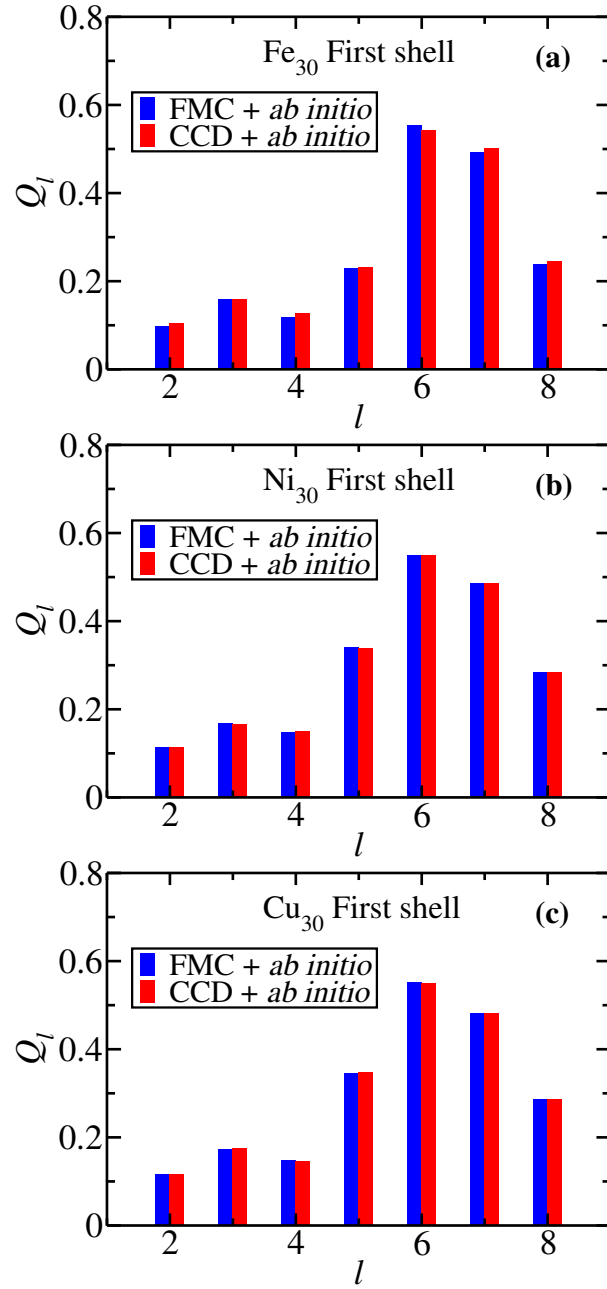 Fe30 First shell (a)
FMC + ab initio
CCD + ab initio
Ql
0.8
0.6
0.4
0.2
0
2 4 6 8
l
Ni30 First shell (b)
FMC + ab initio
CCD + ab initio
Ql
0.8
0.6
0.4
0.2
0
2 4 6 8
l
Cu30 First shell (c)
FMC + ab initio
CCD + ab initio
Ql
0.8
0.6
0.4
0.2
0
2 4 6 8
l